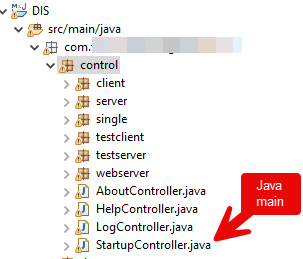 DIS
src/main/java
com.
control
client
server
single
testclient
testserver
webserver
AboutController.java
HelpController.java
LogController.java
StartupController.java
Java
main